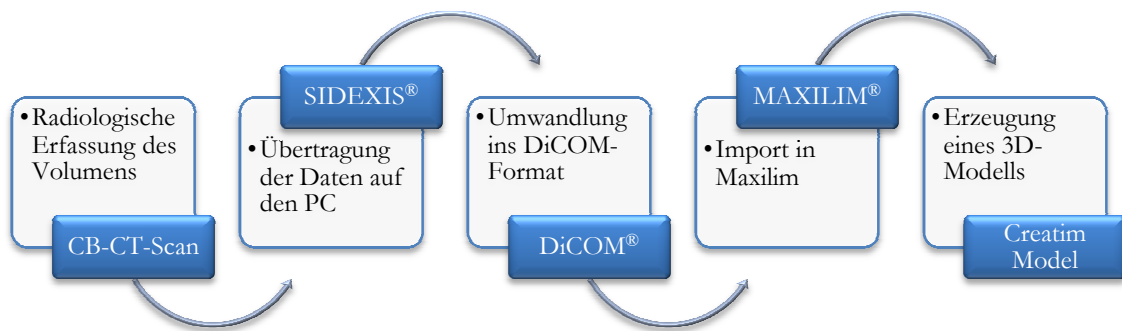 • Radiologische
Erfassung des
Volumens
CB-CT-Scan
SIDEXIS®
• Übertragung
der Daten auf
den PC
• Umwandlung
ins DiCOM-
Format
DiCOM®
MAXILIM®
• Import in
Maxilim
• Erzeugung
eines 3D-
Modells
Creatim
Model